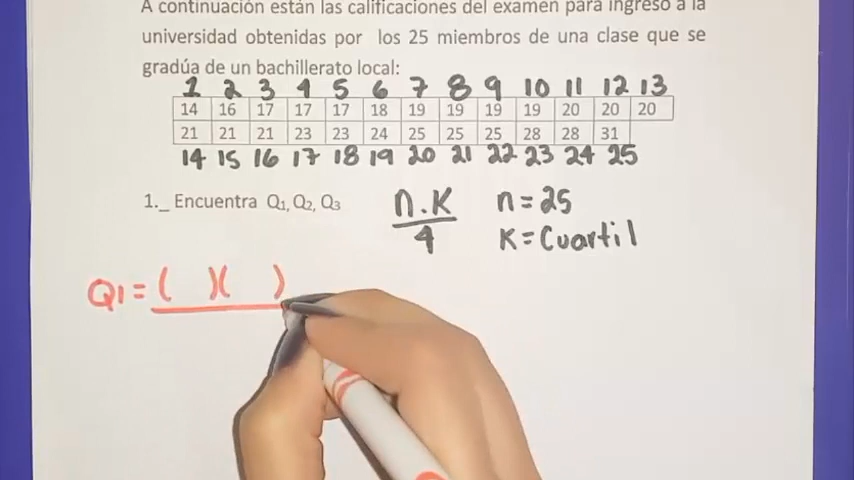 A continuación están las calificaciones del examen para ingreso a la
universidad obtenidas por los 25 miembros de una clase que se
gradúa de un bachillerato local:
1 2 3 4 5 6 7 8 9 10 11 12 13
14 16 17 17 17 18 19 19 19 19 20 20 20
21 21 21 23 23 24 25 25 25 28 28 31
14 15 16 17 18 19 20 21 22 23 24 25
1._ Encuentra Q1, Q2, Q3
n.K n=25
4 K=Cuartil
Q1=( )( )